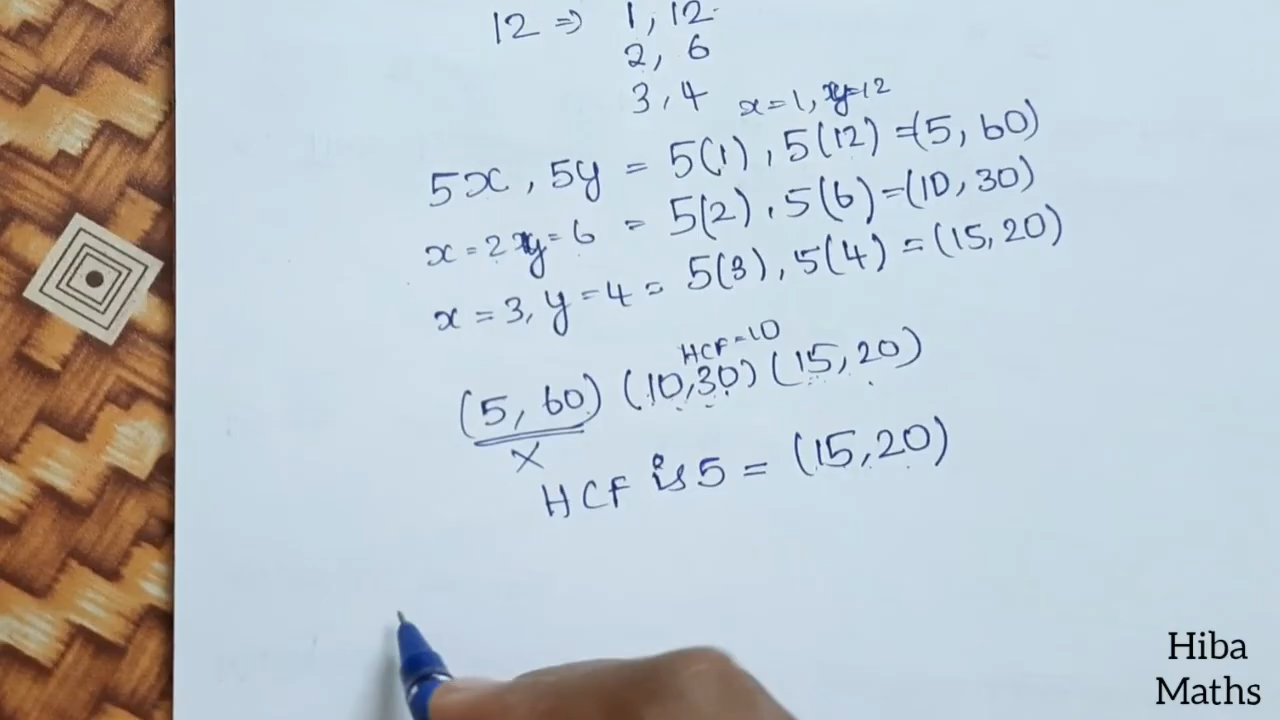 12 ⇒ 1, 12
2, 6
3, 4 x=1, y=12
5x, 5y = 5(1), 5(12) = (5, 60)
x=2 y=6 = 5(2), 5(6) = (10, 30)
x = 3, y = 4 = 5(3), 5(4) = (15, 20)
HCF = 10
(5, 60) (10, 30) (15, 20)
X
HCF is 5 = (15, 20)
Hiba
Maths